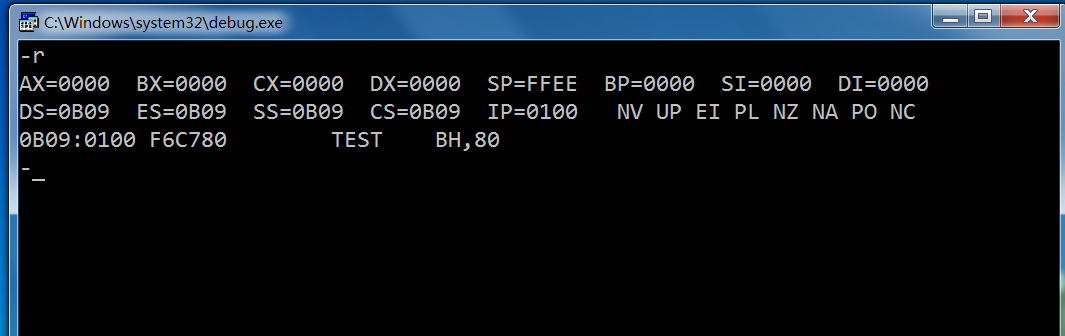 C:\Windows\system32\debug.exe
-r
AX=0000  BX=0000  CX=0000  DX=0000  SP=FFEE  BP=0000  SI=0000  DI=0000
DS=0B09  ES=0B09  SS=0B09  CS=0B09  IP=0100   NV UP EI PL NZ NA PO NC
0B09:0100 F6C780        TEST    BH,80
-_